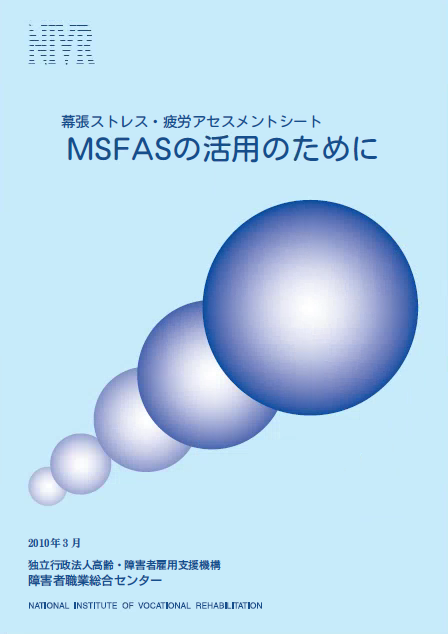 NIVR
幕張ストレス・疲労アセスメントシート
MSFASの活用のために
2010年3月
独立行政法人高齢・障害者雇用支援機構
障害者職業総合センター
NATIONAL INSTITUTE OF VOCATIONAL REHABILITATION